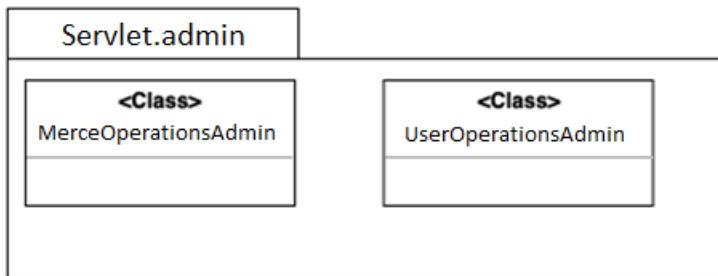 Servlet.admin
<Class>
MerceOperationsAdmin
<Class>
UserOperationsAdmin